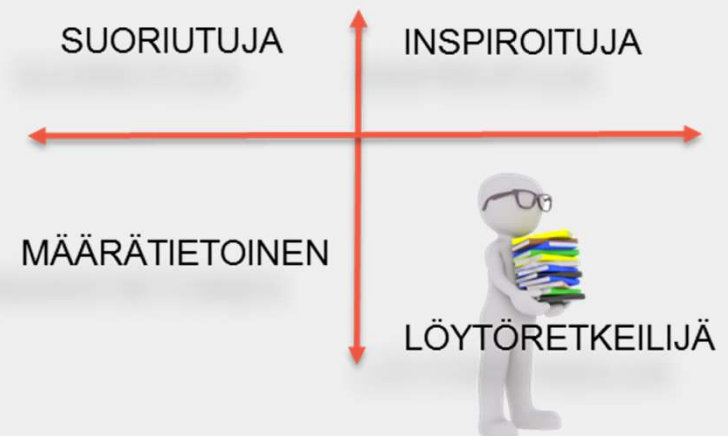 SUORIUTUJA
INSPIROITUJA
MÄÄRÄTIETOINEN
LÖYTÖRETKEILIJÄ